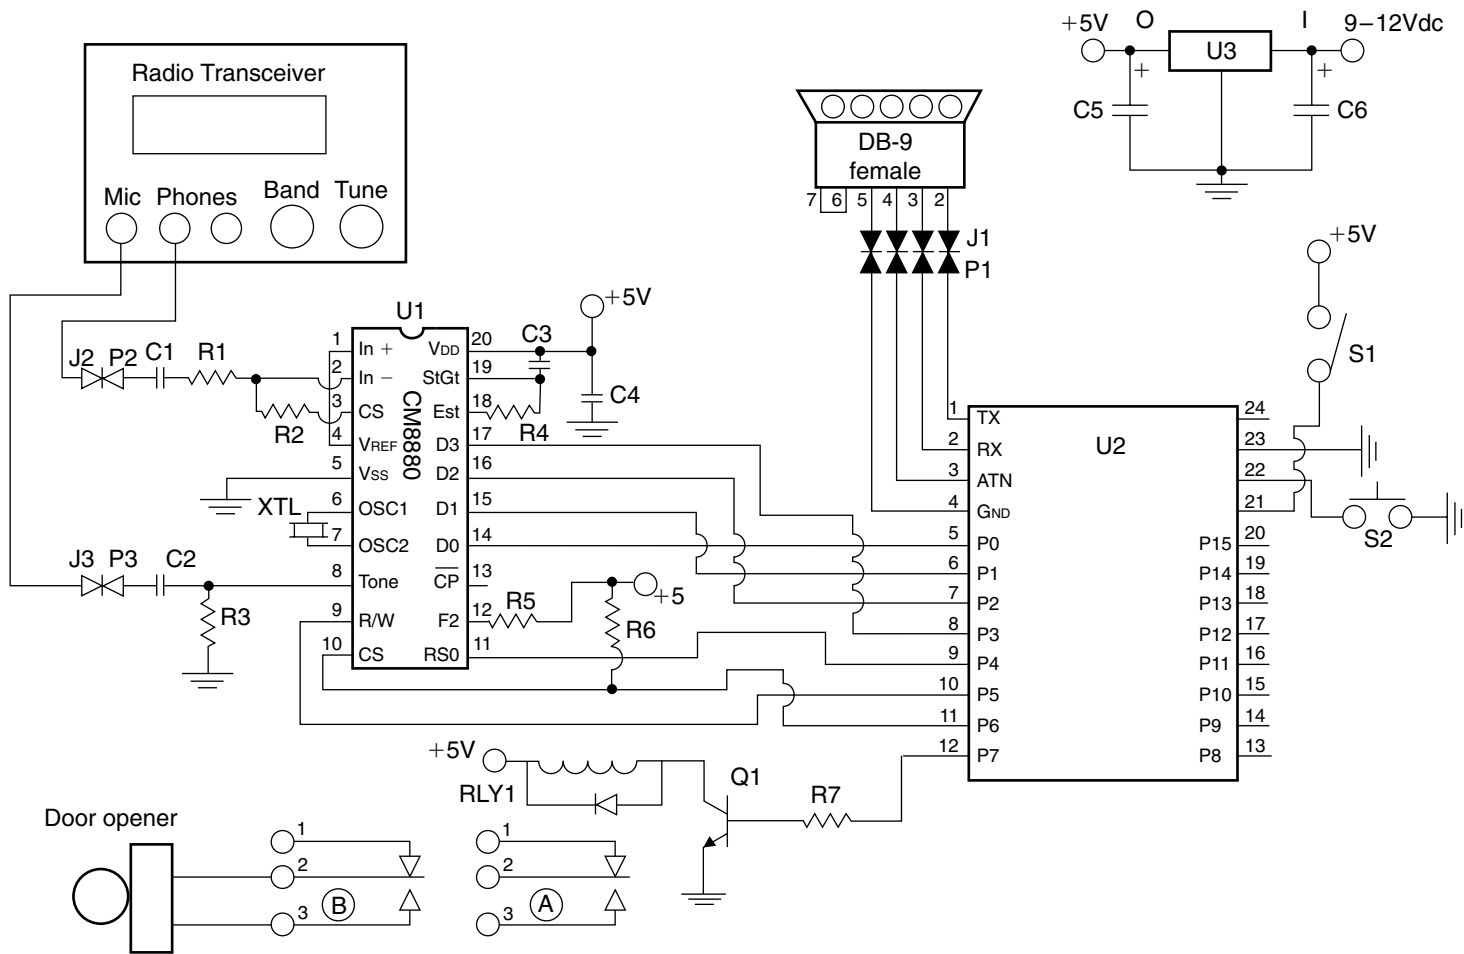 Radio Transceiver
Mic Phones Band Tune
+5V O I 9–12Vdc
U3
+ +
C5 C6
DB-9
female
7 6 5 4 3 2
J1
P1
+5V
S1
U1
CM8880
+5V
C3
C4
J2 P2 C1 R1
R2
R4
1 In + VDD 20
2 In − StGt 19
3 CS Est 18
4 VREF D3 17
5 VSS D2 16
6 OSC1 D1 15
7 OSC2 D0 14
8 Tone CP 13
9 R/W F2 12
10 CS RS0 11
XTL
J3 P3 C2
R3
R5
+5
R6
U2
1 TX 24
2 RX 23
3 ATN 22
4 GND 21
5 P0 P15 20
6 P1 P14 19
7 P2 P13 18
8 P3 P12 17
9 P4 P11 16
10 P5 P10 15
11 P6 P9 14
12 P7 P8 13
S2
+5V
RLY1
Q1
R7
Door opener
1 1
2 2
3 B 3 A